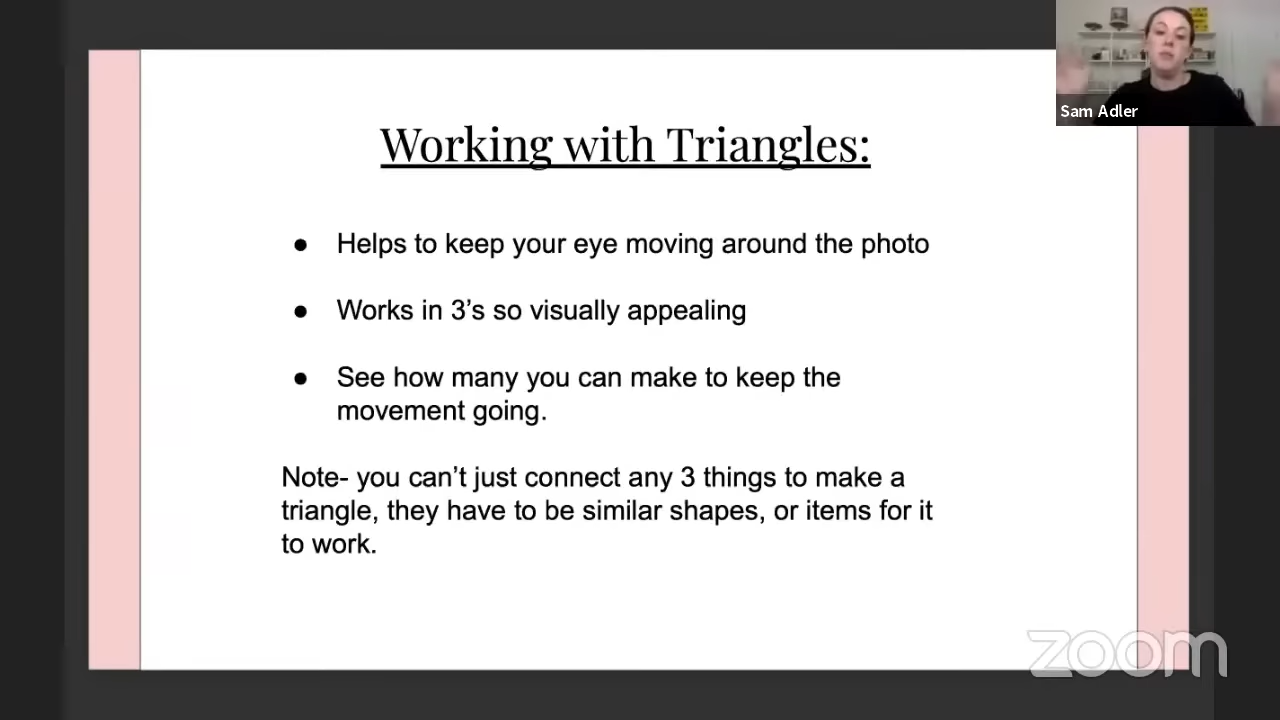 Sam Adler
Working with Triangles:
● Helps to keep your eye moving around the photo
● Works in 3’s so visually appealing
● See how many you can make to keep the
movement going.
Note- you can’t just connect any 3 things to make a
triangle, they have to be similar shapes, or items for it
to work.
zoom